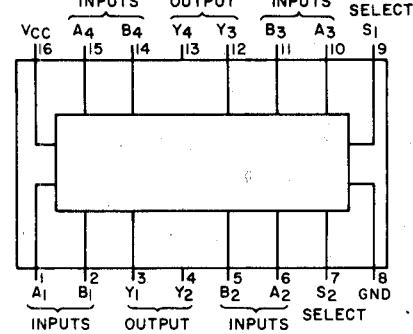 INPUTS OUTPUT INPUTS SELECT
VCC A4 B4 Y4 Y3 B3 A3 S1
16 15 14 13 12 11 10 9
1 2 3 4 5 6 7 8
A1 B1 Y1 Y2 B2 A2 S2 GND
INPUTS OUTPUT INPUTS SELECT